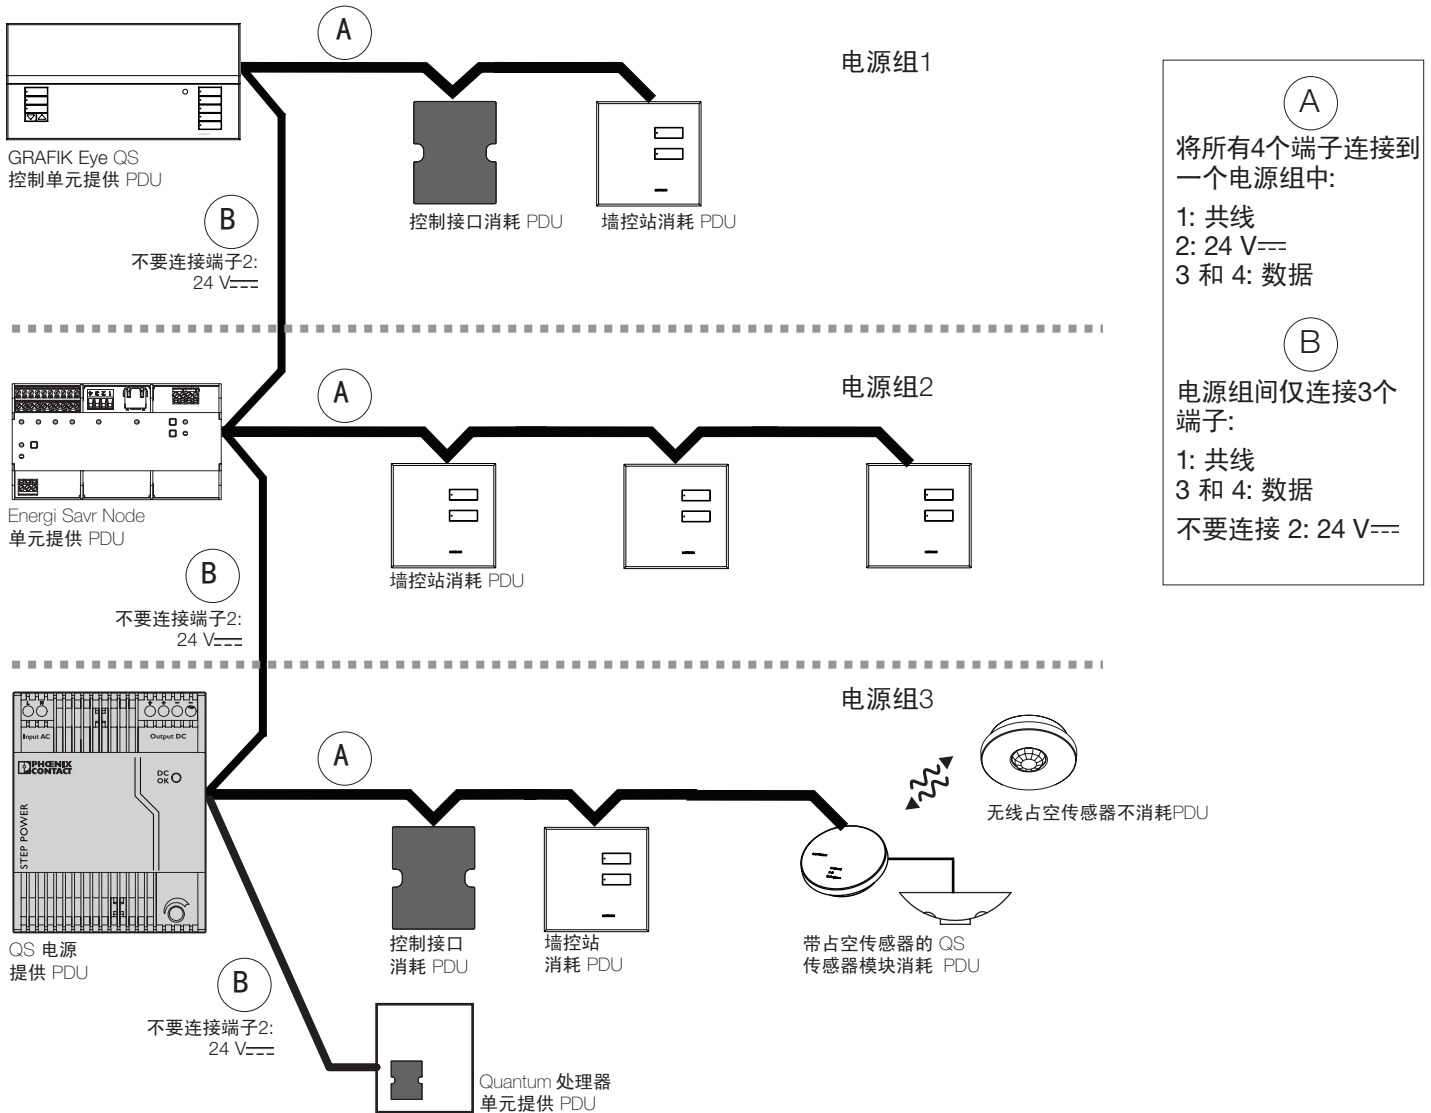 A
电源组1
GRAFIK Eye QS
控制单元提供 PDU
控制接口消耗 PDU
墙控站消耗 PDU
B
不要连接端子2:
24 V
A
电源组2
Energi Savr Node
单元提供 PDU
墙控站消耗 PDU
B
不要连接端子2:
24 V
A
电源组3
无线占空传感器不消耗PDU
Input AC
Output DC
PHŒNIX
CONTACT
DC
OK
STEP POWER
QS 电源
提供 PDU
控制接口
消耗 PDU
墙控站
消耗 PDU
带占空传感器的 QS
传感器模块消耗 PDU
B
不要连接端子2:
24 V
Quantum 处理器
单元提供 PDU
A
将所有4个端子连接到
一个电源组中:
1: 共线
2: 24 V
3 和 4: 数据
B
电源组间仅连接3个
端子:
1: 共线
3 和 4: 数据
不要连接 2: 24 V